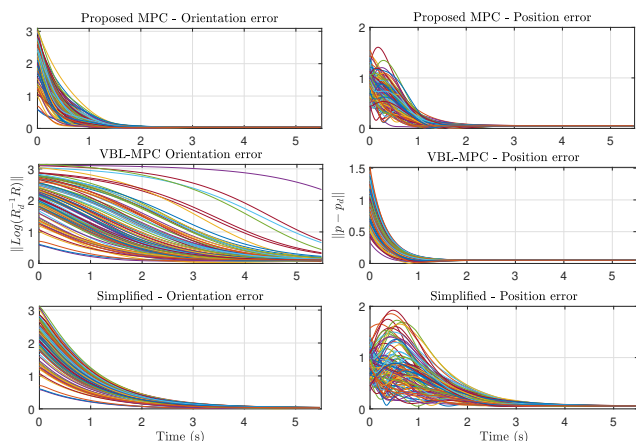 Proposed MPC - Orientation error
3
2
1
0
0 1 2 3 4 5
Proposed MPC - Position error
2
1
0
0 1 2 3 4 5
VBL-MPC Orientation error
∥Log(R_d^{-1}R)∥
3
2
1
0
0 1 2 3 4 5
VBL-MPC - Position error
∥p − p_d∥
1.5
1
0.5
0
0 1 2 3 4 5
Simplified - Orientation error
3
2
1
0
0 1 2 3 4 5
Time (s)
Simplified - Position error
2
1
0
0 1 2 3 4 5
Time (s)